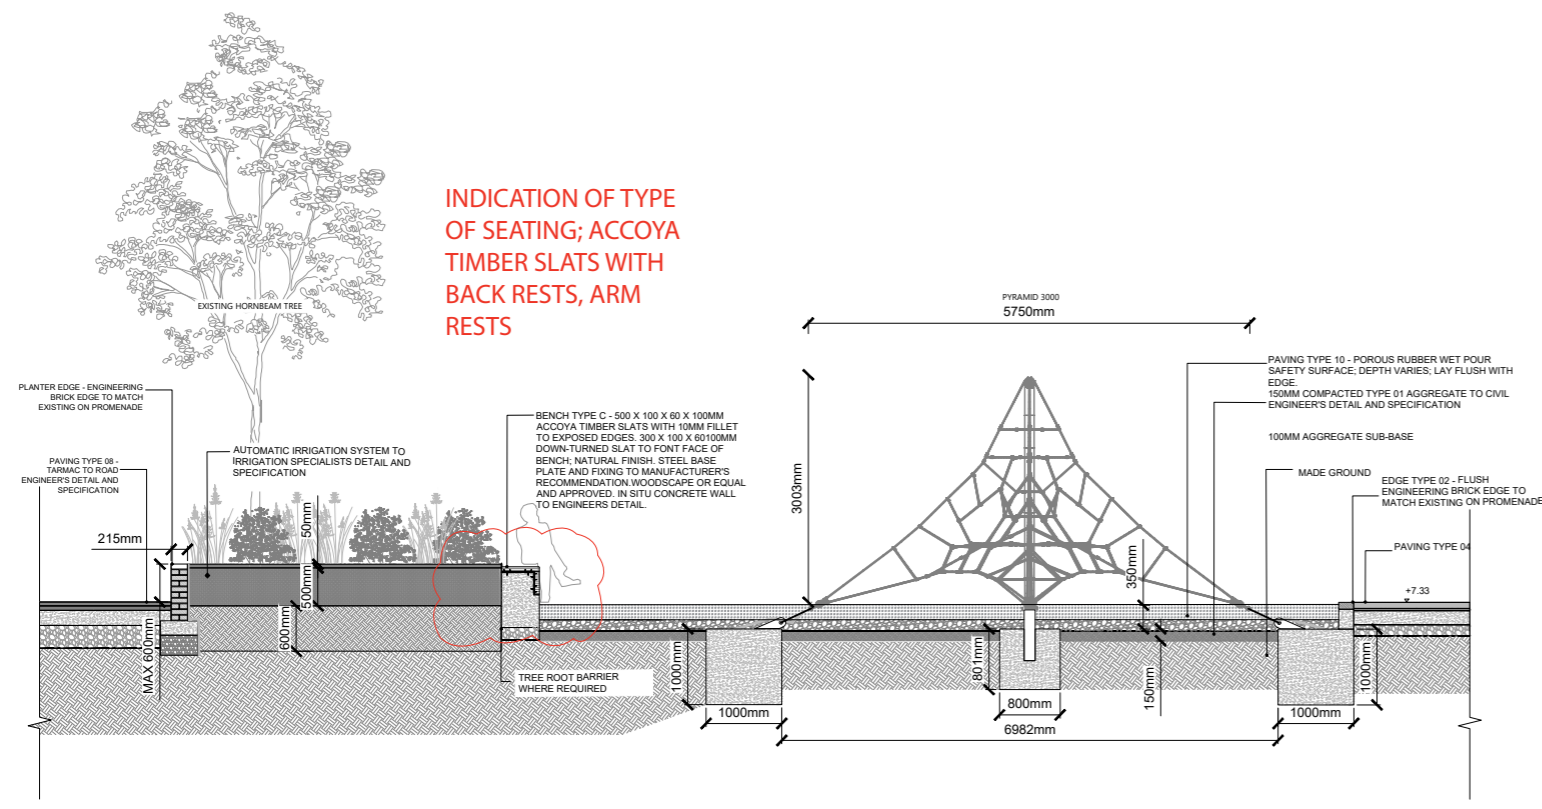 INDICATION OF TYPE
OF SEATING; ACCOYA
TIMBER SLATS WITH
BACK RESTS, ARM
RESTS
EXISTING HORNBEAM TREE
PYRAMID 3000
5750mm
PLANTER EDGE - ENGINEERING
BRICK EDGE TO MATCH
EXISTING ON PROMENADE
PAVING TYPE 08 -
TARMAC TO ROAD
ENGINEER'S DETAIL AND
SPECIFICATION
AUTOMATIC IRRIGATION SYSTEM TO
IRRIGATION SPECIALISTS DETAIL AND
SPECIFICATION
BENCH TYPE C - 500 X 100 X 60 X 100MM
ACCOYA TIMBER SLATS WITH 10MM FILLET
TO EXPOSED EDGES. 300 X 100 X 60100MM
DOWN-TURNED SLAT TO FONT FACE OF
BENCH; NATURAL FINISH. STEEL BASE
PLATE AND FIXING TO MANUFACTURER'S
RECOMMENDATION.WOODSCAPE OR EQUAL
AND APPROVED. IN SITU CONCRETE WALL
TO ENGINEERS DETAIL.
PAVING TYPE 10 - POROUS RUBBER WET POUR
SAFETY SURFACE; DEPTH VARIES; LAY FLUSH WITH
EDGE.
150MM COMPACTED TYPE 01 AGGREGATE TO CIVIL
ENGINEER'S DETAIL AND SPECIFICATION
100MM AGGREGATE SUB-BASE
MADE GROUND
EDGE TYPE 02 - FLUSH
ENGINEERING BRICK EDGE TO
MATCH EXISTING ON PROMENADE
PAVING TYPE 04
+7.33
215mm
50mm
500mm
600mm
MAX 600mm
3003mm
350mm
TREE ROOT BARRIER
WHERE REQUIRED
1000mm
801mm
150mm
1000mm
1000mm
800mm
1000mm
6982mm